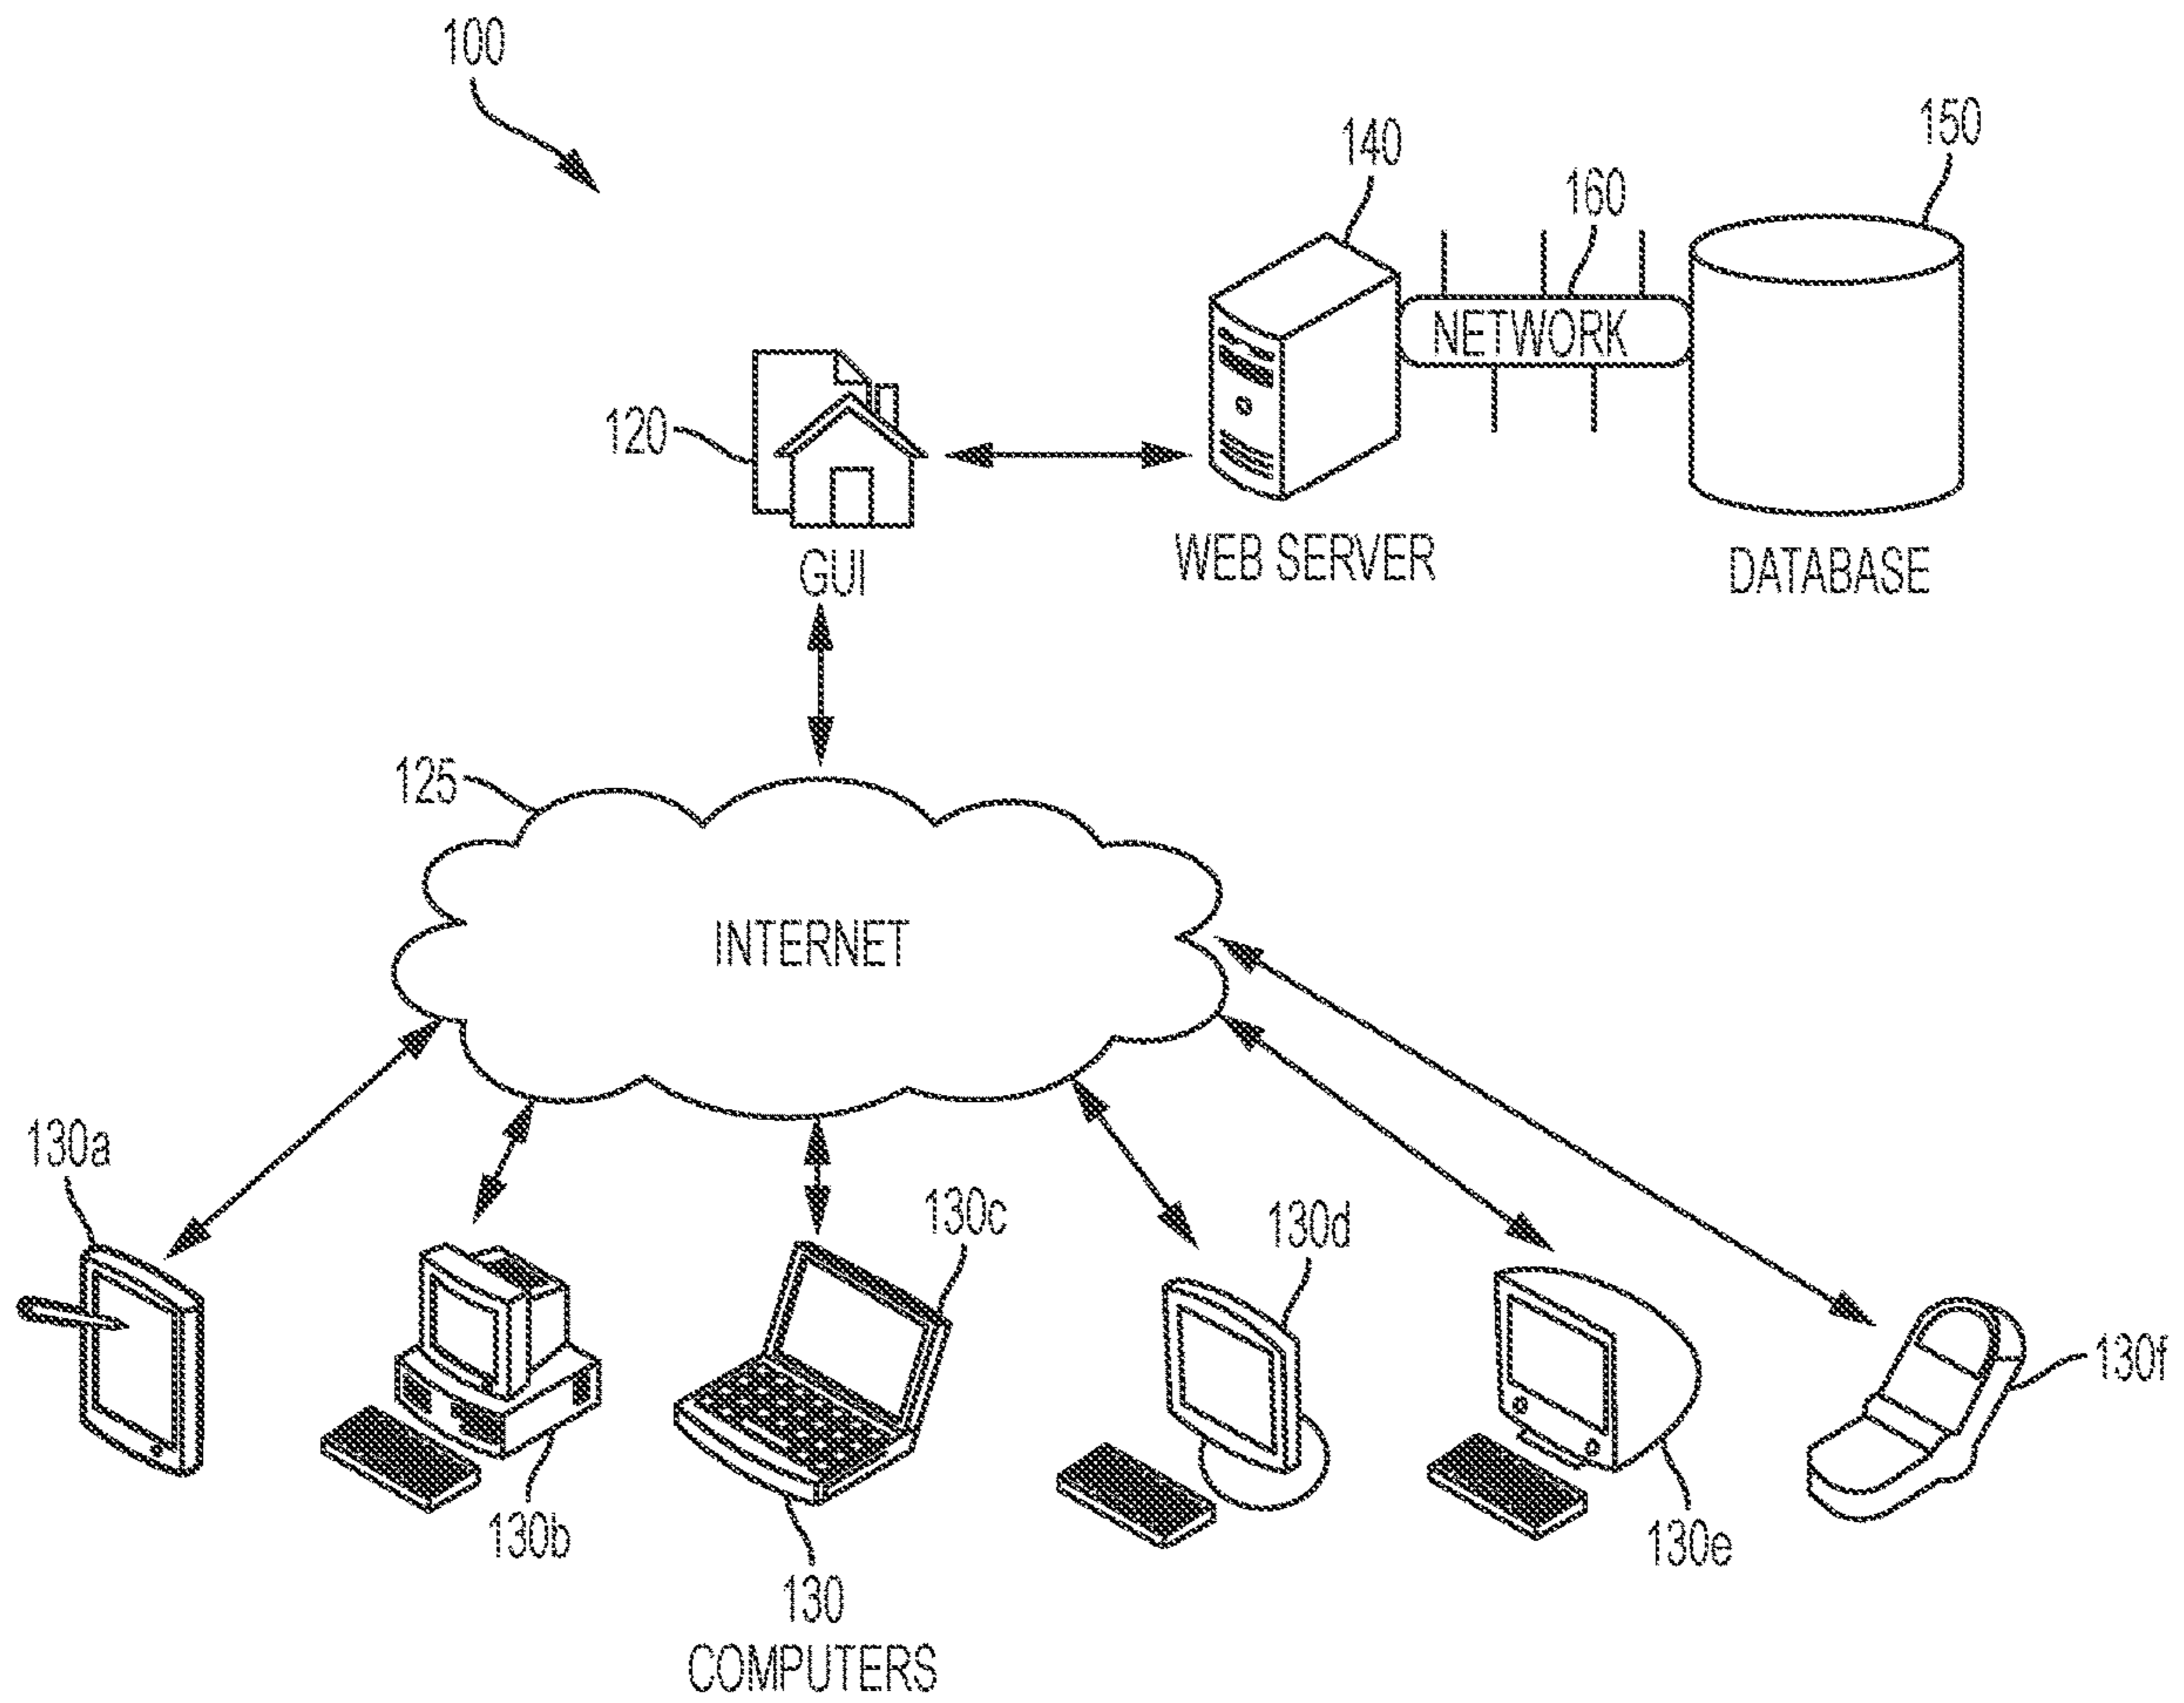 100
140
150
160
NETWORK
120
GUI
WEB SERVER
DATABASE
125
INTERNET
130a
130c
130d
130f
130b
130e
130
COMPUTERS